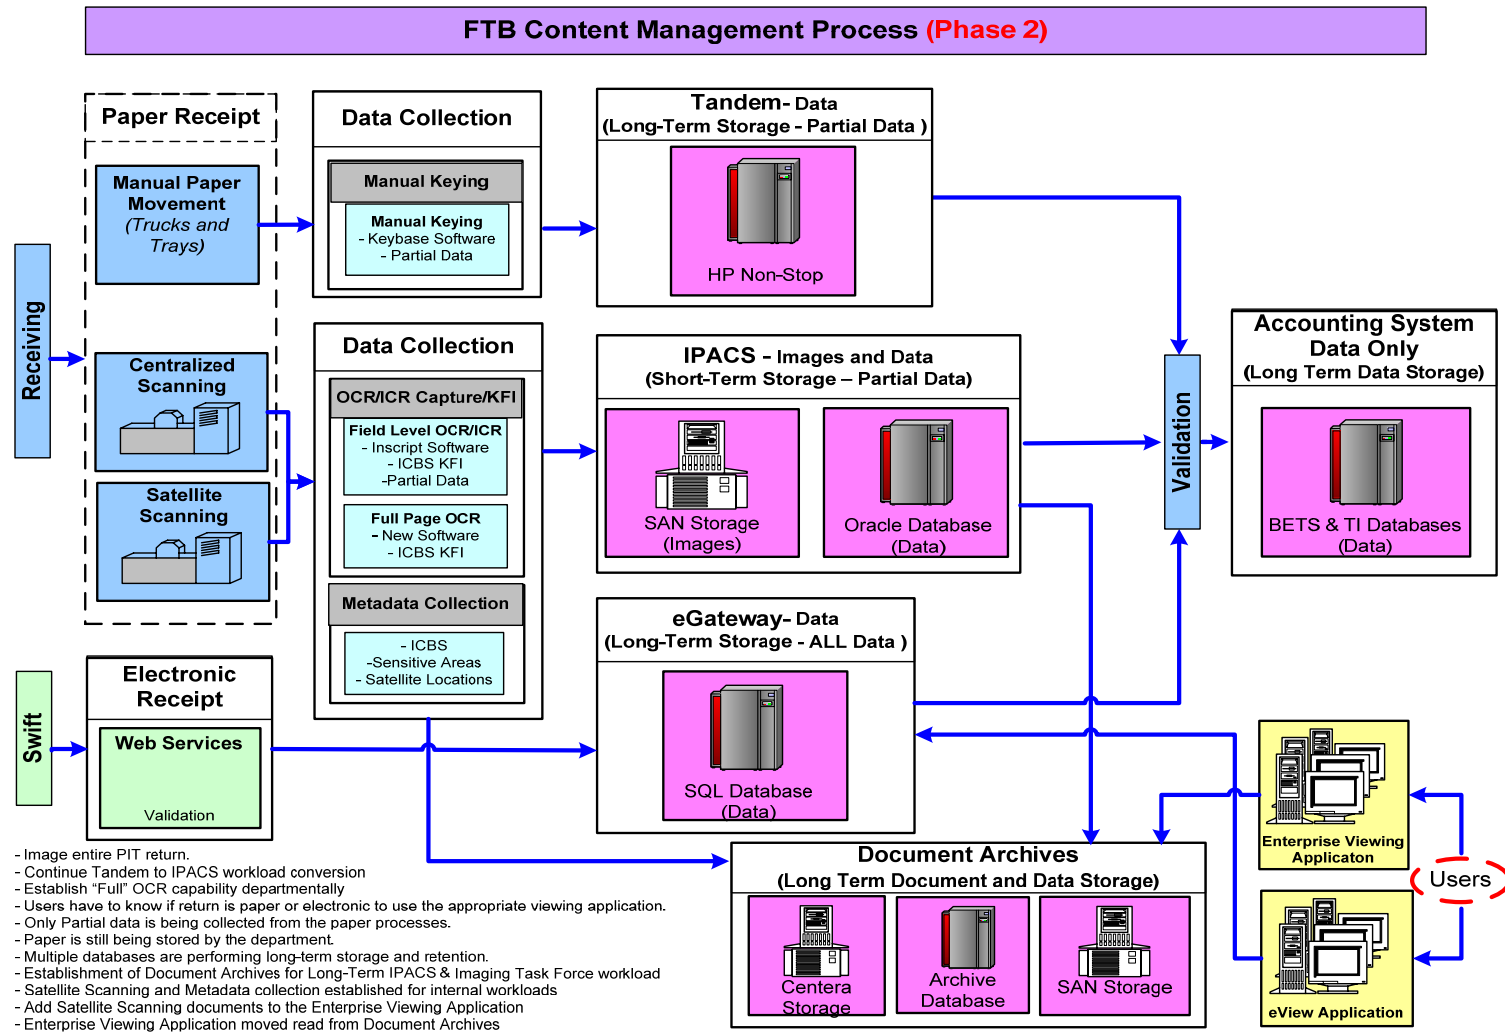 FTB Content Management Process (Phase 2)
Paper Receipt
Manual Paper
Movement
(Trucks and
Trays)
Centralized
Scanning
Satellite
Scanning
Receiving
Data Collection
Manual Keying
Manual Keying
- Keybase Software
- Partial Data
Data Collection
OCR/ICR Capture/KFI
Field Level OCR/ICR
- Inscript Software
- ICBS KFI
-Partial Data
Full Page OCR
- New Software
- ICBS KFI
Metadata Collection
- ICBS
-Sensitive Areas
- Satellite Locations
Tandem- Data
(Long-Term Storage - Partial Data )
HP Non-Stop
IPACS - Images and Data
(Short-Term Storage – Partial Data)
SAN Storage
(Images)
Oracle Database
(Data)
eGateway- Data
(Long-Term Storage - ALL Data )
SQL Database
(Data)
Validation
Accounting System
Data Only
(Long Term Data Storage)
BETS & TI Databases
(Data)
Swift
Electronic
Receipt
Web Services
Validation
Document Archives
(Long Term Document and Data Storage)
Centera
Storage
Archive
Database
SAN Storage
Enterprise Viewing
Applicaton
Users
eView Application
- Image entire PIT return.
- Continue Tandem to IPACS workload conversion
- Establish “Full” OCR capability departmentally
- Users have to know if return is paper or electronic to use the appropriate viewing application.
- Only Partial data is being collected from the paper processes.
- Paper is still being stored by the department.
- Multiple databases are performing long-term storage and retention.
- Establishment of Document Archives for Long-Term IPACS & Imaging Task Force workload
- Satellite Scanning and Metadata collection established for internal workloads
- Add Satellite Scanning documents to the Enterprise Viewing Application
- Enterprise Viewing Application moved read from Document Archives